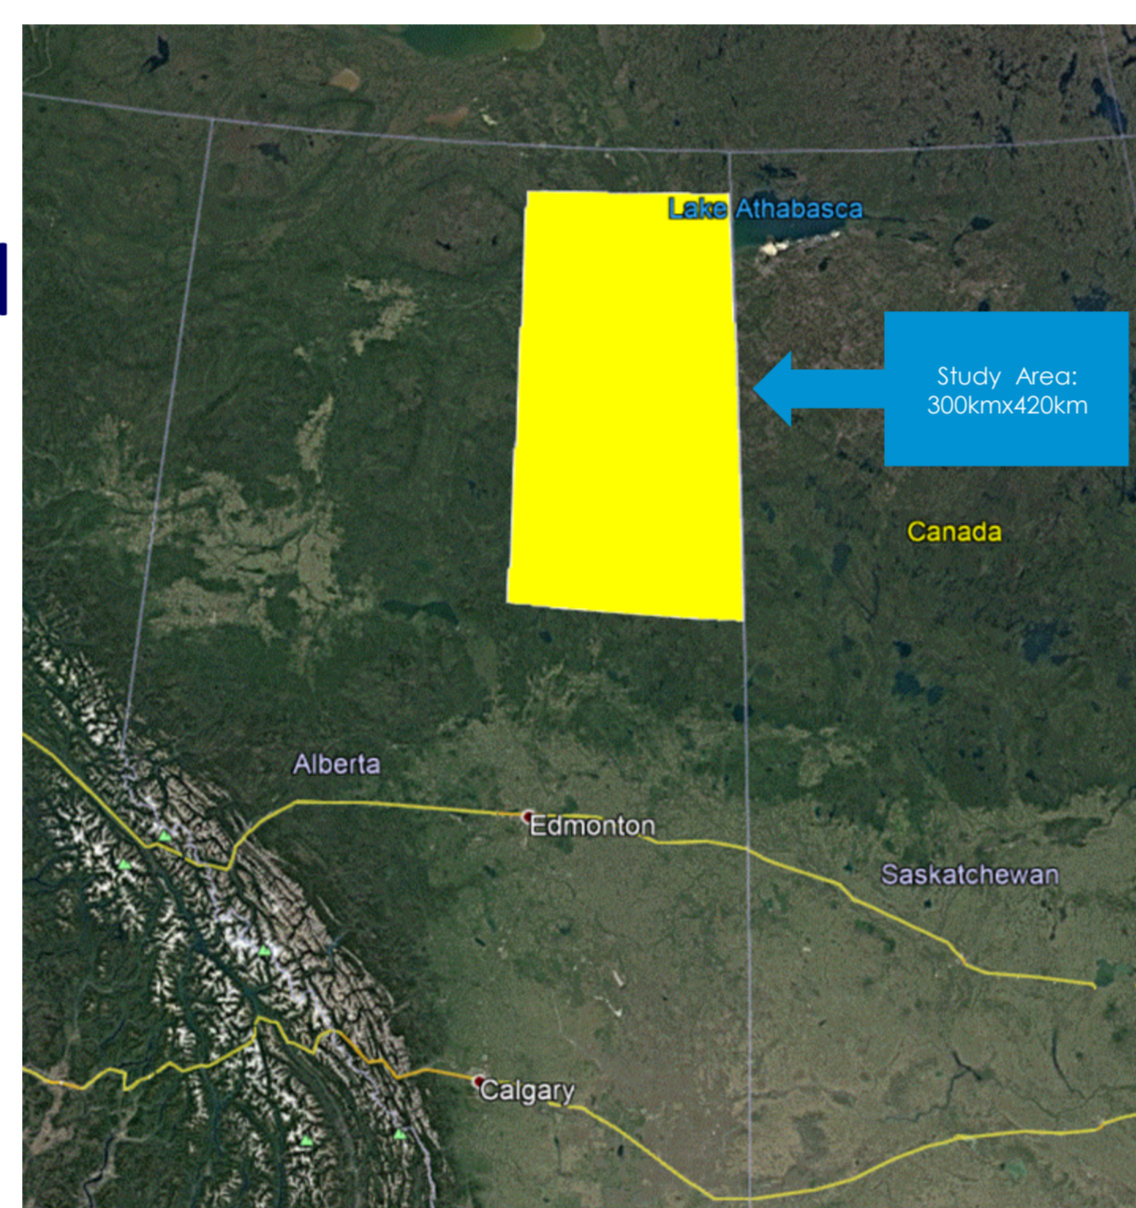 Lake Athabasca
Study Area:
300kmx420km
Canada
Alberta
Edmonton
Saskatchewan
Calgary